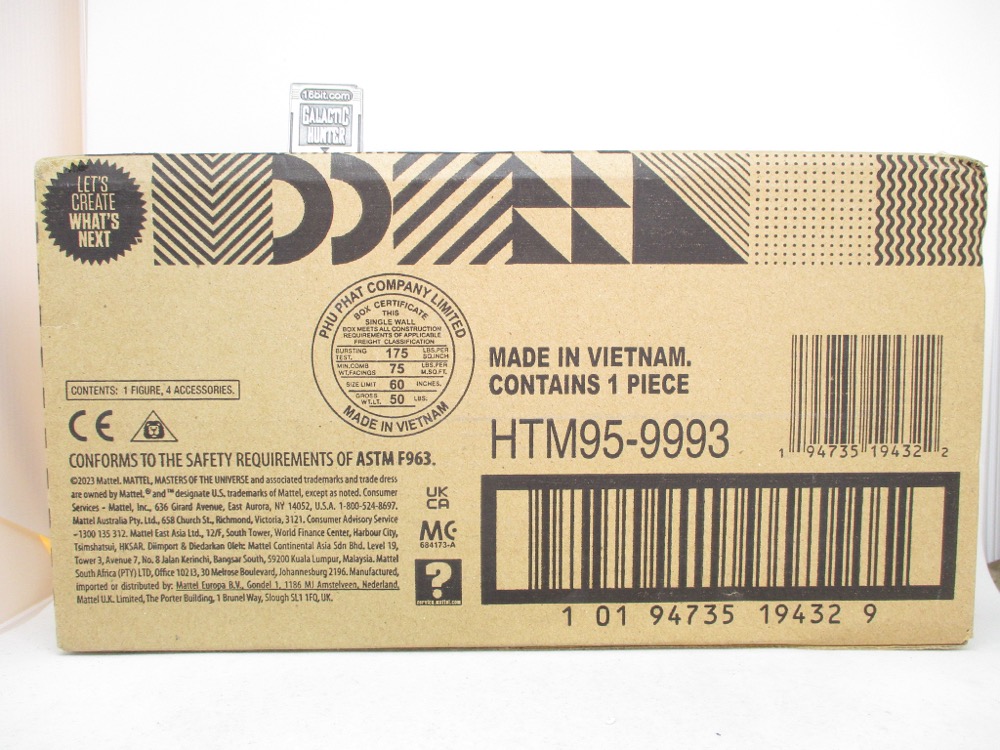 16bit.com
GALACTIC
HUNTER
LET'S
CREATE
WHAT'S
NEXT
PHU PHAT COMPANY LIMITED
BOX CERTIFICATE
THIS
SINGLE WALL
BOX MEETS ALL CONSTRUCTION
REQUIREMENTS OF APPLICABLE
FREIGHT CLASSIFICATION
BURSTING TEST. 175 LBS.PER SQ.INCH
MIN.COMB WT.FACINGS 75 LBS.PER M.SQ.FT.
SIZE LIMIT 60 INCHES.
GROSS WT.LT. 50 LBS.
MADE IN VIETNAM
MADE IN VIETNAM.
CONTAINS 1 PIECE
HTM95-9993
1 94735 19432 2
CONTENTS: 1 FIGURE, 4 ACCESSORIES.
CE
CONFORMS TO THE SAFETY REQUIREMENTS OF ASTM F963.
©2023 Mattel. MATTEL, MASTERS OF THE UNIVERSE and associated trademarks and trade dress
are owned by Mattel.® and ™ designate U.S. trademarks of Mattel, except as noted. Consumer
Services - Mattel, Inc., 636 Girard Avenue, East Aurora, NY 14052, U.S.A. 1-800-524-8697.
Mattel Australia Pty. Ltd., 658 Church St., Richmond, Victoria, 3121. Consumer Advisory Service
-1300 135 312. Mattel East Asia Ltd., 12/F, South Tower, World Finance Center, Harbour City,
Tsimshatsui, HKSAR. Diimport & Diedarkan Oleh: Mattel Continental Asia Sdn Bhd. Level 19,
Tower 3, Avenue 7, No. 8 Jalan Kerinchi, Bangsar South, 59200 Kuala Lumpur, Malaysia. Mattel
South Africa (PTY) LTD, Office 102 I3, 30 Melrose Boulevard, Johannesburg 2196. Manufactured,
imported or distributed by: Mattel Europa B.V., Gondel 1, 1186 MJ Amstelveen, Nederland.
Mattel U.K. Limited, The Porter Building, 1 Brunel Way, Slough SL1 1FQ, UK.
UK
CA
MC
684173-A
?
service.mattel.com
1 01 94735 19432 9